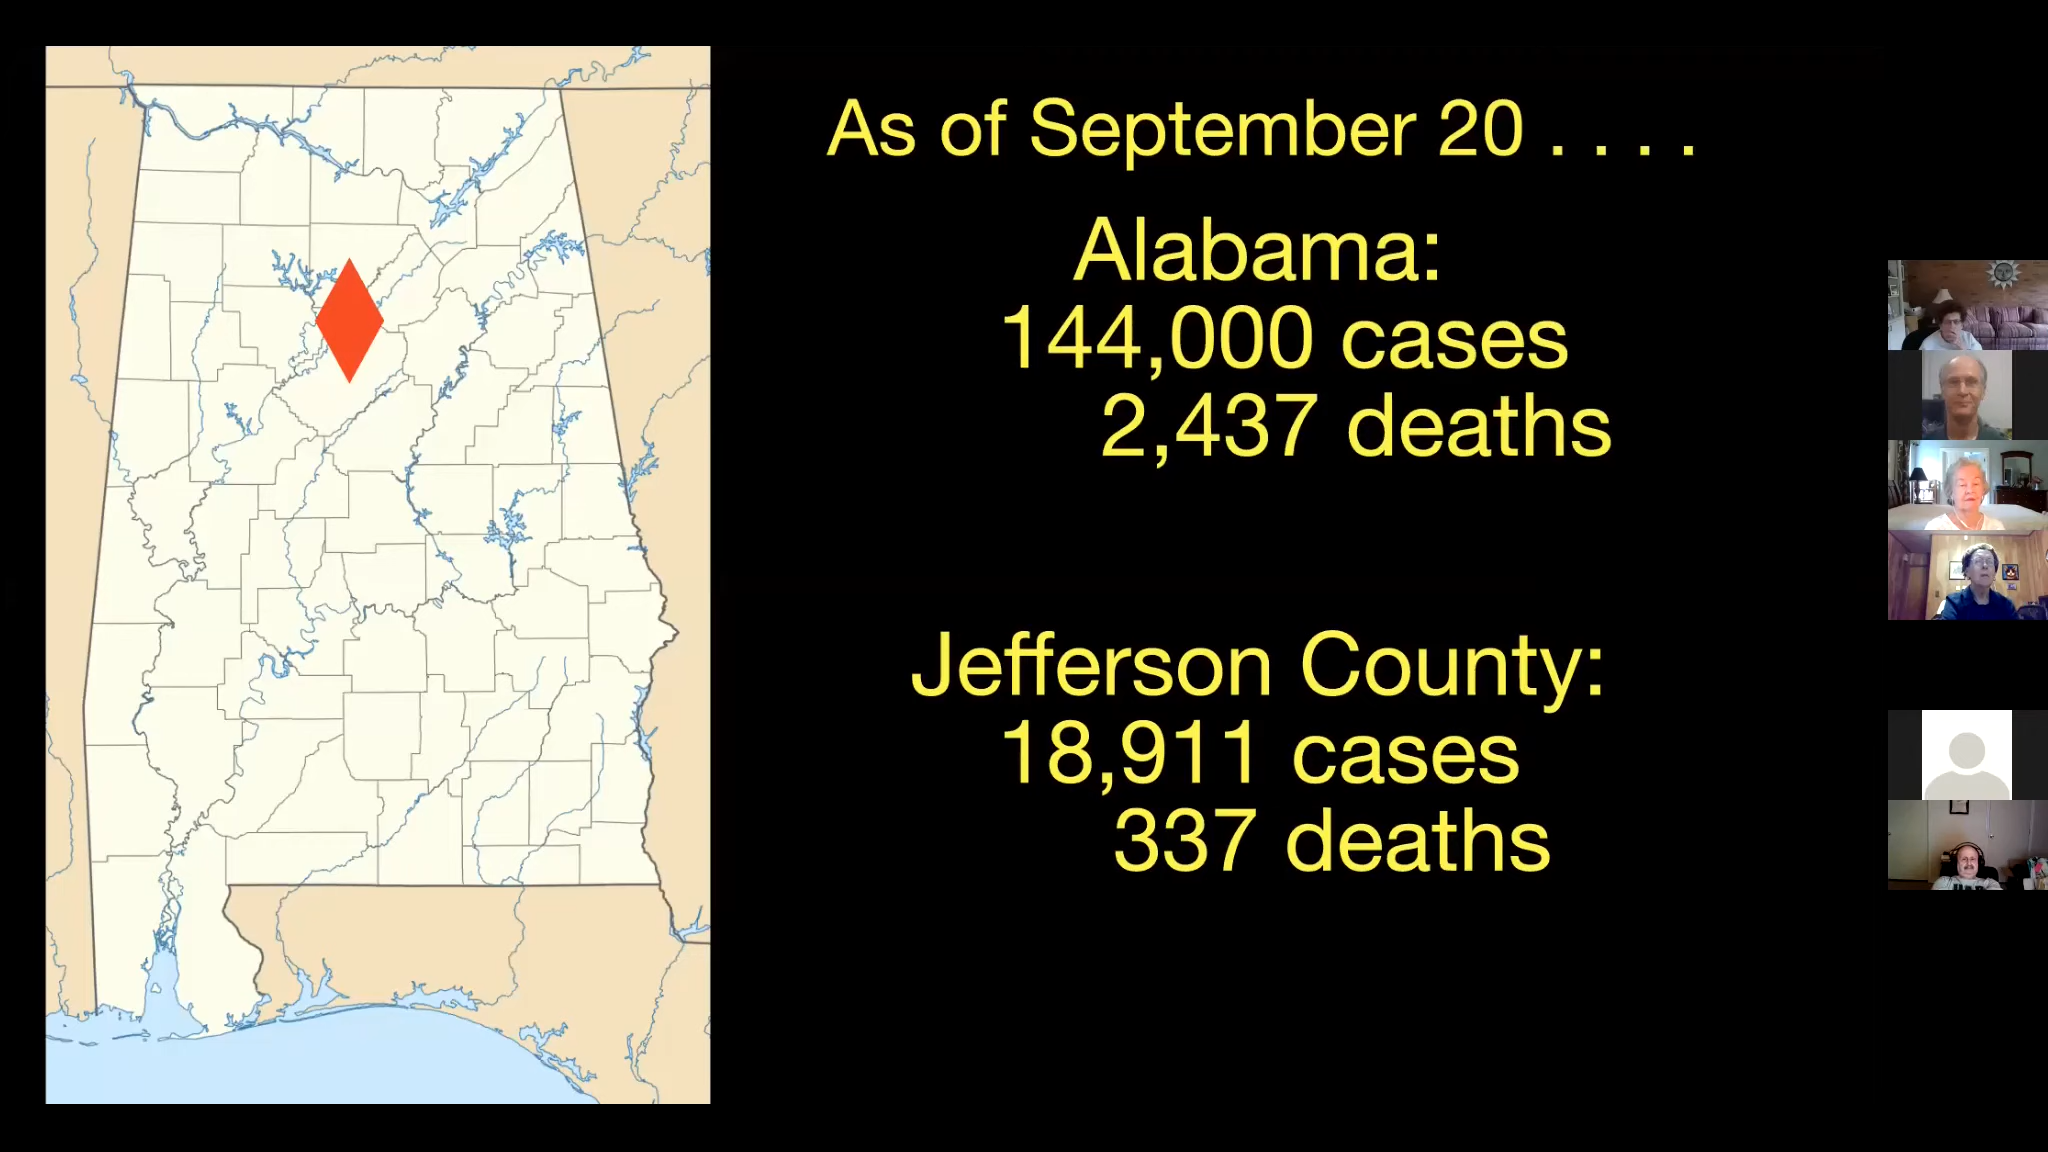 As of September 20 . . . .
Alabama:
144,000 cases
2,437 deaths
Jefferson County:
18,911 cases
337 deaths